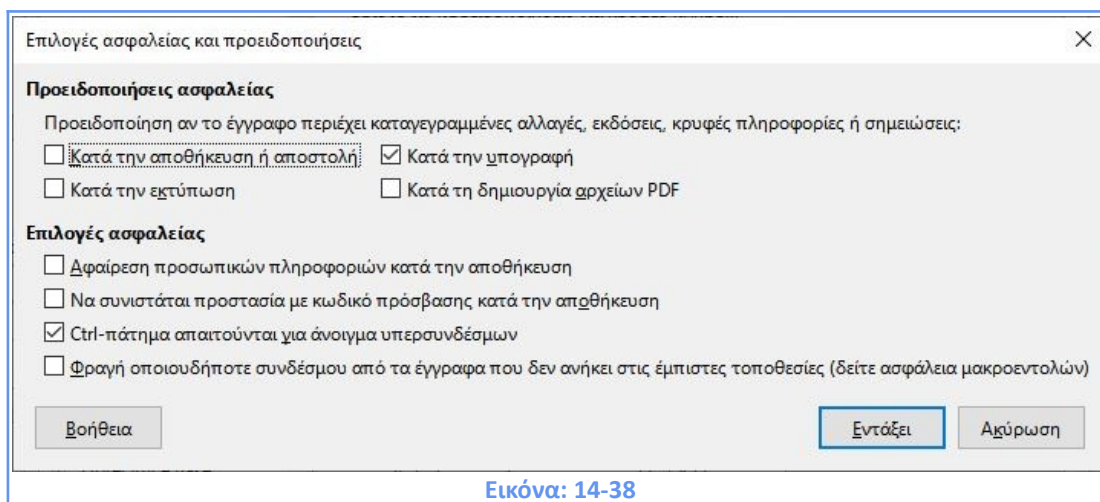 Επιλογές ασφαλείας και προειδοποιήσεις
Προειδοποιήσεις ασφαλείας
Προειδοποίηση αν το έγγραφο περιέχει καταγεγραμμένες αλλαγές, εκδόσεις, κρυφές πληροφορίες ή σημειώσεις:
Κατά την αποθήκευση ή αποστολή Κατά την υπογραφή
Κατά την εκτύπωση Κατά τη δημιουργία αρχείων PDF
Επιλογές ασφαλείας
Αφαίρεση προσωπικών πληροφοριών κατά την αποθήκευση
Να συνιστάται προστασία με κωδικό πρόσβασης κατά την αποθήκευση
Ctrl-πάτημα απαιτούνται για άνοιγμα υπερσυνδέσμων
Φραγή οποιουδήποτε συνδέσμου από τα έγγραφα που δεν ανήκει στις έμπιστες τοποθεσίες (δείτε ασφάλεια μακροεντολών)
Βοήθεια Εντάξει Ακύρωση
Εικόνα: 14-38